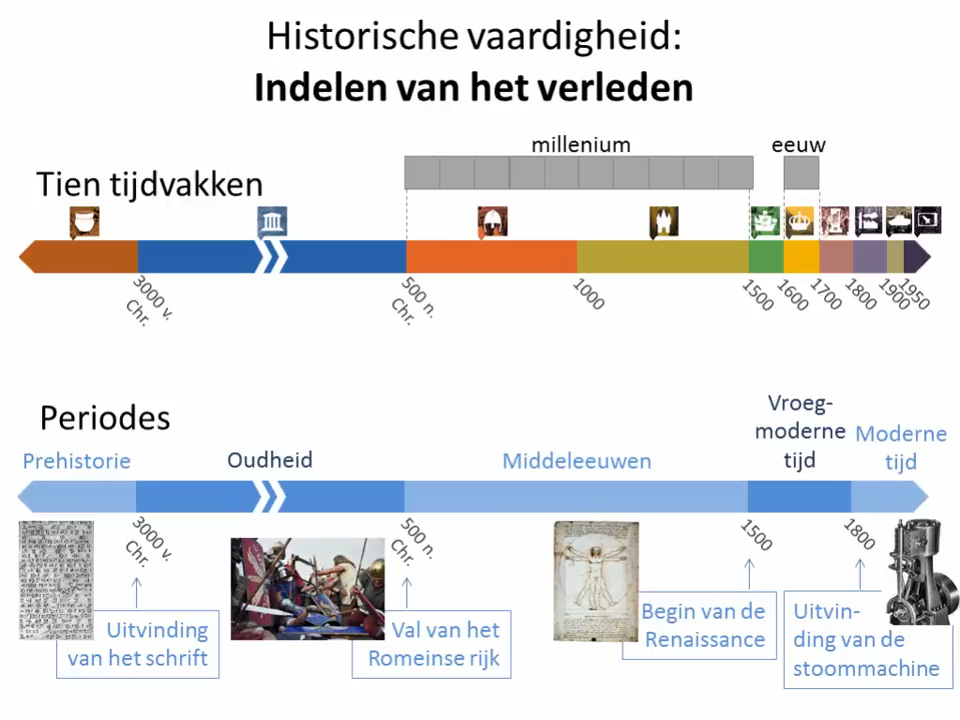 Historische vaardigheid:
Indelen van het verleden
millenium
eeuw
Tien tijdvakken
3000 v.
Chr.
500 n.
Chr.
1000
1500
1600
1700
1800
1900
1950
Periodes
Prehistorie
Oudheid
Middeleeuwen
Vroeg-
moderne
tijd
Moderne
tijd
3000 v.
Chr.
500 n.
Chr.
1500
1800
Uitvinding
van het schrift
Val van het
Romeinse rijk
Begin van de
Renaissance
Uitvin-
ding van de
stoommachine